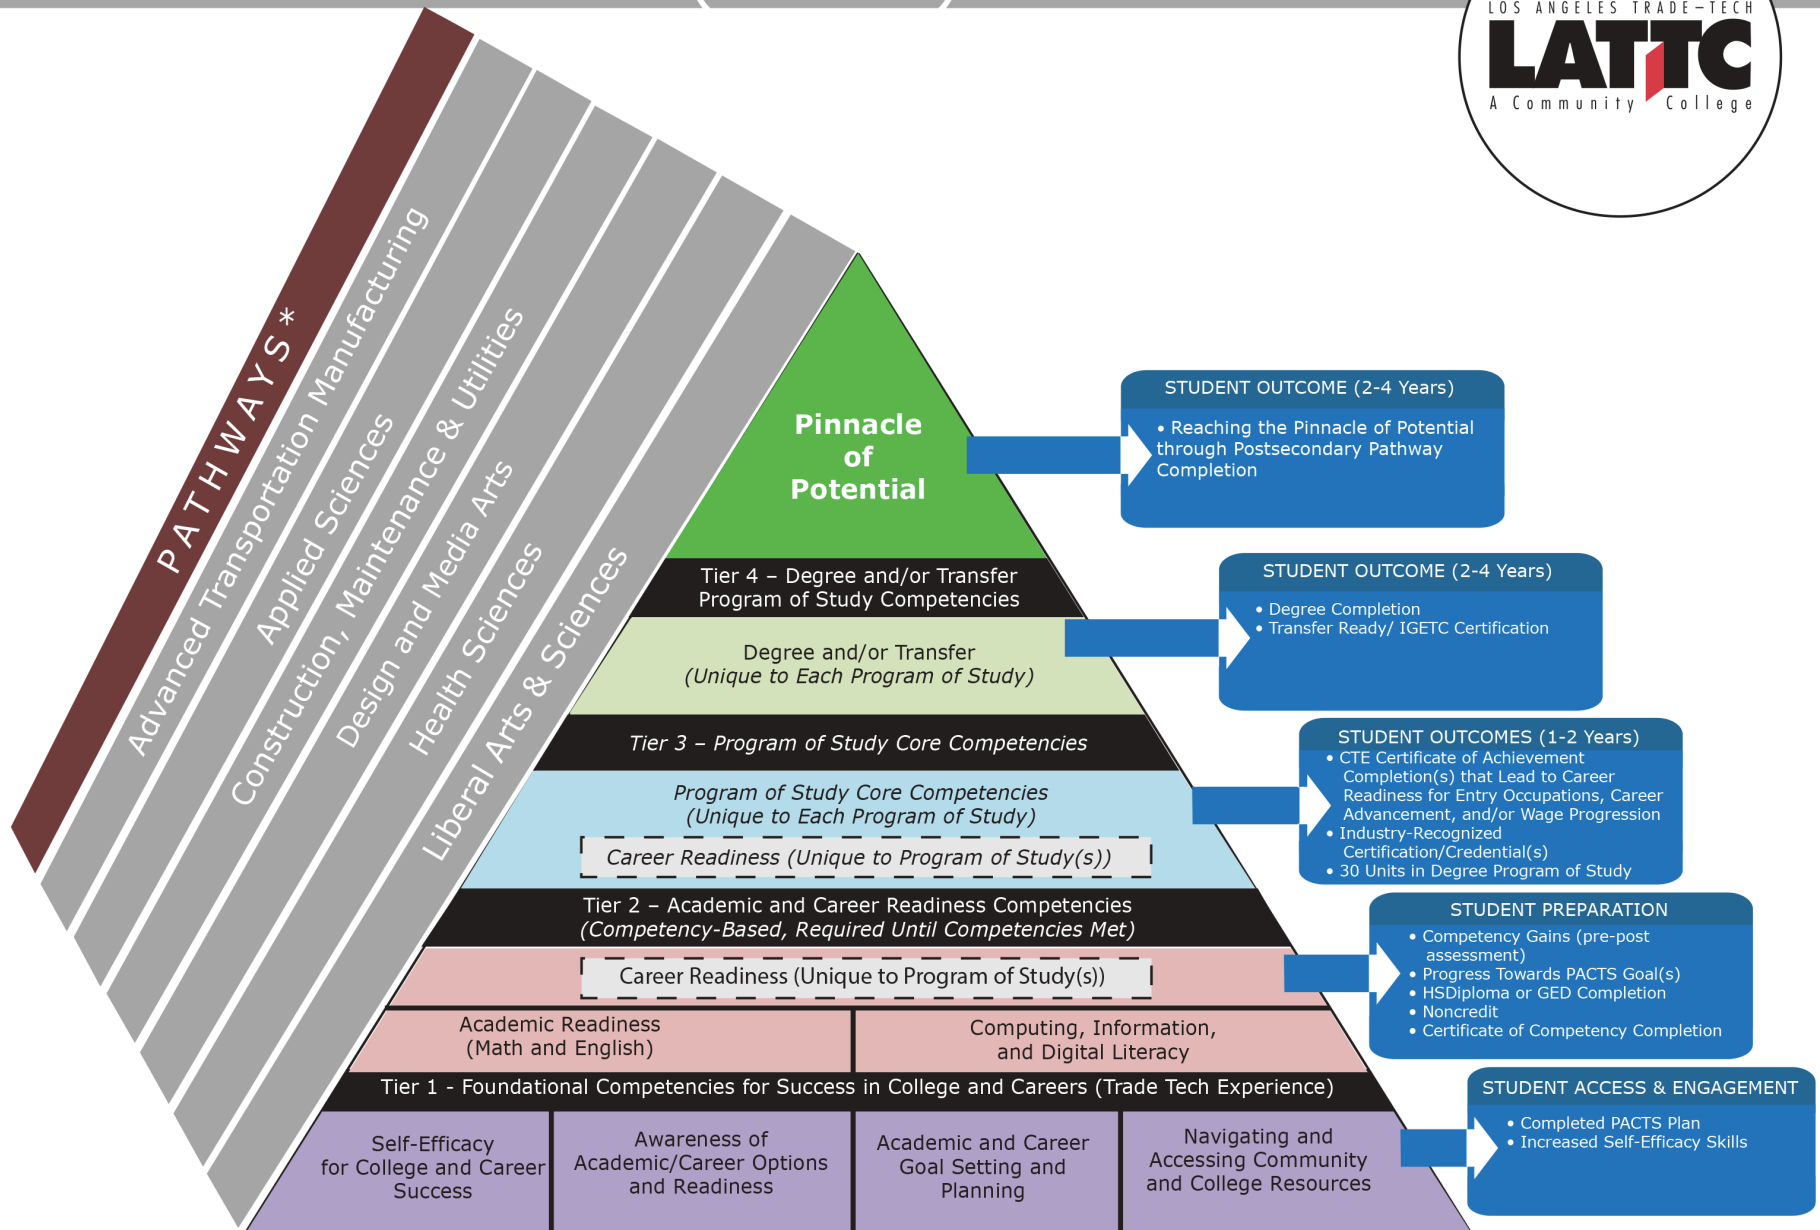 LOS ANGELES TRADE–TECH
LATTC
A Community College
PATHWAYS*
Advanced Transportation Manufacturing
Applied Sciences
Construction, Maintenance & Utilities
Design and Media Arts
Health Sciences
Liberal Arts & Sciences
Pinnacle
of
Potential
STUDENT OUTCOME (2-4 Years)
• Reaching the Pinnacle of Potential
through Postsecondary Pathway
Completion
Tier 4 – Degree and/or Transfer
Program of Study Competencies
Degree and/or Transfer
(Unique to Each Program of Study)
STUDENT OUTCOME (2-4 Years)
• Degree Completion
• Transfer Ready/ IGETC Certification
Tier 3 – Program of Study Core Competencies
Program of Study Core Competencies
(Unique to Each Program of Study)
Career Readiness (Unique to Program of Study(s))
STUDENT OUTCOMES (1-2 Years)
• CTE Certificate of Achievement
Completion(s) that Lead to Career
Readiness for Entry Occupations, Career
Advancement, and/or Wage Progression
• Industry-Recognized
Certification/Credential(s)
• 30 Units in Degree Program of Study
Tier 2 – Academic and Career Readiness Competencies
(Competency-Based, Required Until Competencies Met)
Career Readiness (Unique to Program of Study(s))
Academic Readiness
(Math and English)
Computing, Information,
and Digital Literacy
STUDENT PREPARATION
• Competency Gains (pre-post
assessment)
• Progress Towards PACTS Goal(s)
• HSDiploma or GED Completion
• Noncredit
• Certificate of Competency Completion
Tier 1 - Foundational Competencies for Success in College and Careers (Trade Tech Experience)
Self-Efficacy
for College and Career
Success
Awareness of
Academic/Career Options
and Readiness
Academic and Career
Goal Setting and
Planning
Navigating and
Accessing Community
and College Resources
STUDENT ACCESS & ENGAGEMENT
• Completed PACTS Plan
• Increased Self-Efficacy Skills